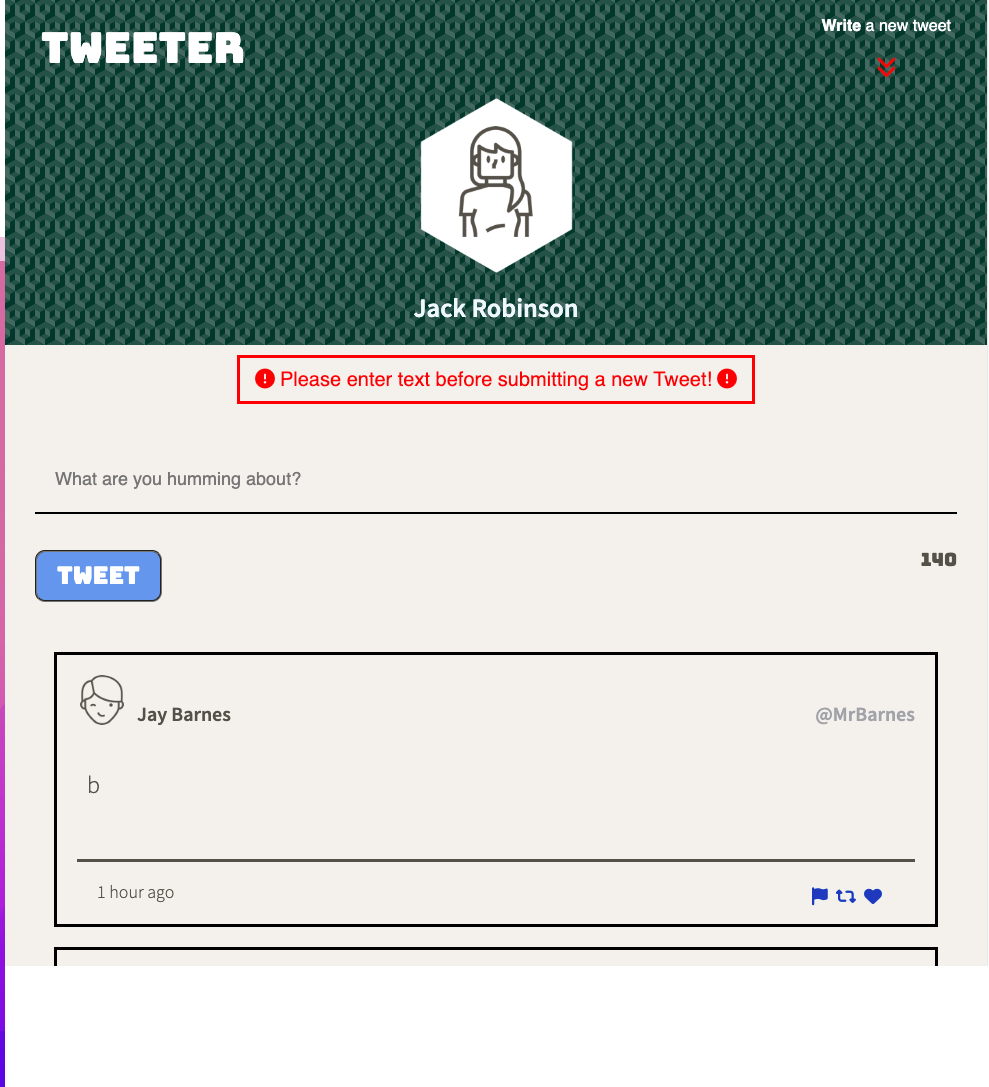 TWEETER
Write a new tweet
Jack Robinson
Please enter text before submitting a new Tweet!
What are you humming about?
TWEET
140
Jay Barnes
@MrBarnes
b
1 hour ago